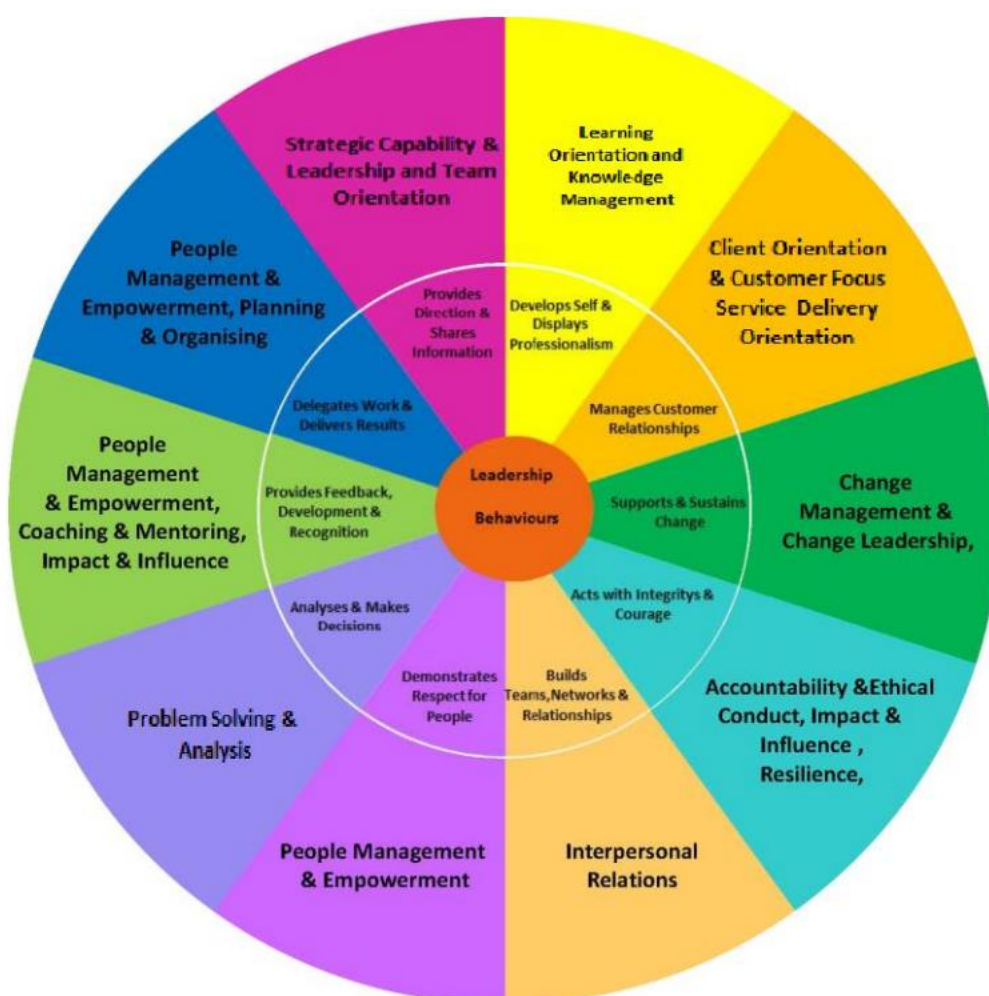 Strategic Capability &
Leadership and Team
Orientation
Learning
Orientation and
Knowledge
Management
Client Orientation
& Customer Focus
Service Delivery
Orientation
Change
Management &
Change Leadership,
Accountability &Ethical
Conduct, Impact &
Influence ,
Resilience,
Interpersonal
Relations
People Management
& Empowerment
Problem Solving &
Analysis
People
Management
& Empowerment,
Coaching & Mentoring,
Impact & Influence
People
Management &
Empowerment, Planning
& Organising
Provides
Direction &
Shares
Information
Develops Self &
Displays
Professionalism
Manages Customer
Relationships
Supports & Sustains
Change
Acts with Integritys &
Courage
Builds
Teams,Networks &
Relationships
Demonstrates
Respect for
People
Analyses & Makes
Decisions
Provides Feedback,
Development &
Recognition
Delegates Work &
Delivers Results
Leadership
Behaviours